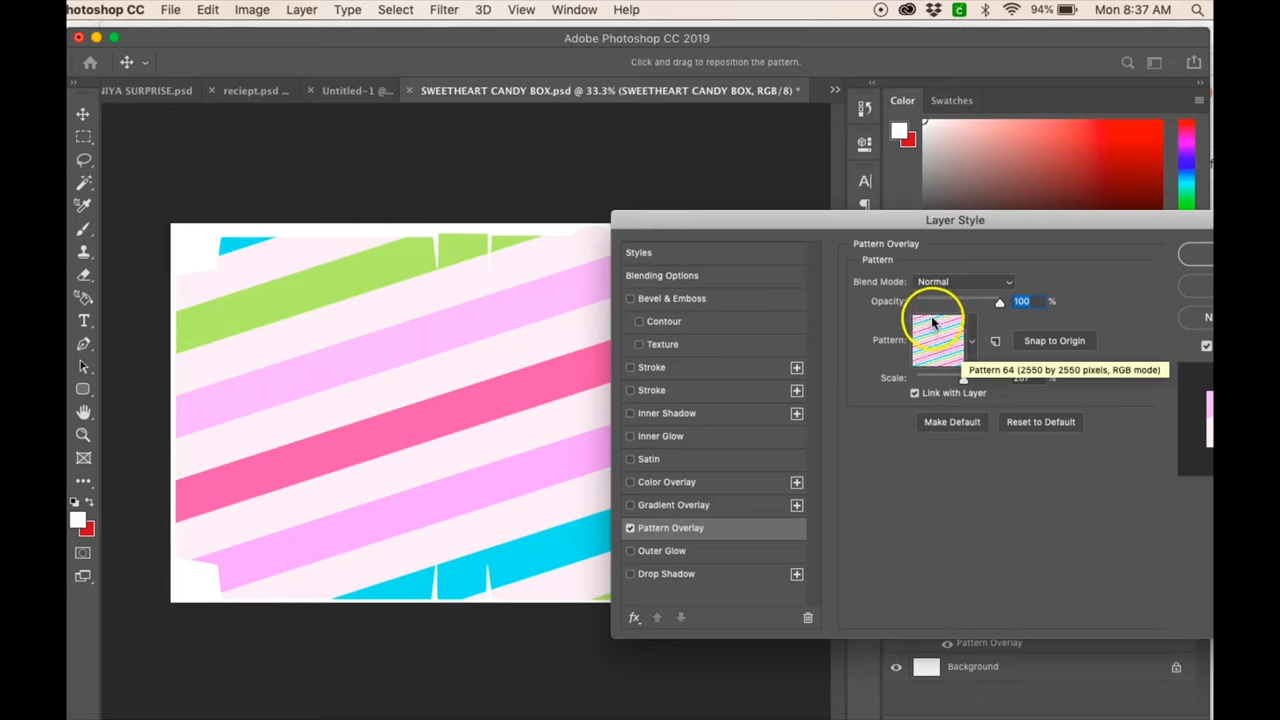 hotoshop CC File Edit Image Layer Type Select Filter 3D View Window Help 94% Mon 8:37 AM
Adobe Photoshop CC 2019
Click and drag to reposition the pattern.
NIYA SURPRISE.psd × reciept.psd ... × Untitled-1 @... × SWEETHEART CANDY BOX.psd @ 33.3% (SWEETHEART CANDY BOX, RGB/8) *
Color Swatches
Layer Style
Styles
Blending Options
Bevel & Emboss
Contour
Texture
Stroke
Stroke
Inner Shadow
Inner Glow
Satin
Color Overlay
Gradient Overlay
Pattern Overlay
Outer Glow
Drop Shadow
fx
Pattern Overlay
Pattern
Blend Mode: Normal
Opacity: 100 %
Pattern: Snap to Origin
Pattern 64 (2550 by 2550 pixels, RGB mode)
Scale: %
Link with Layer
Make Default Reset to Default
N
Pattern Overlay
Background